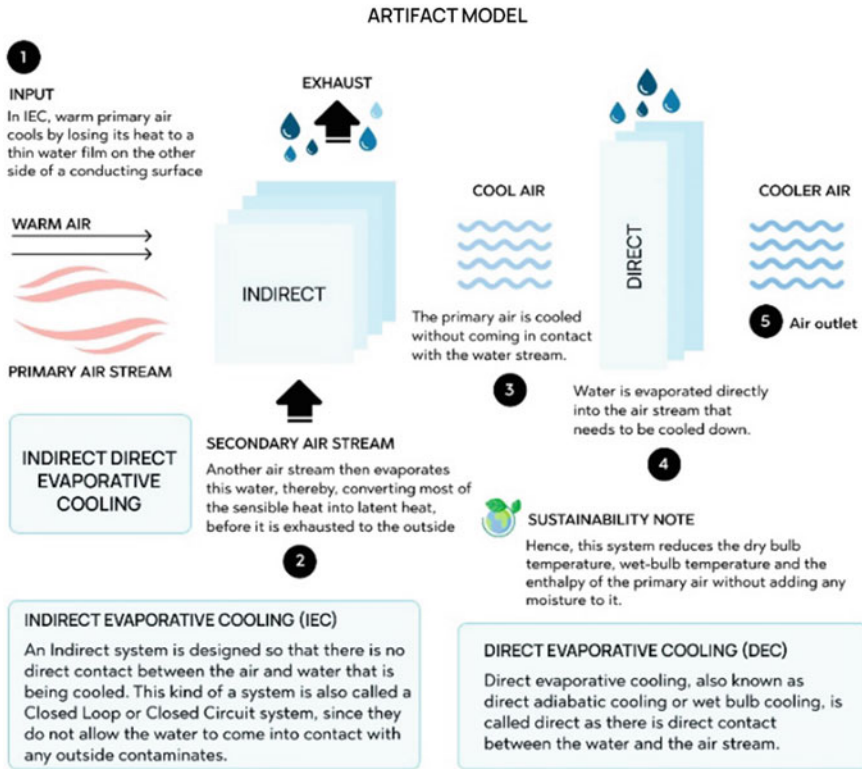 ARTIFACT MODEL
1
INPUT
In IEC, warm primary air
cools by losing its heat to a
thin water film on the other
side of a conducting surface
WARM AIR
PRIMARY AIR STREAM
EXHAUST
INDIRECT
SECONDARY AIR STREAM
Another air stream then evaporates
this water, thereby, converting most of
the sensible heat into latent heat,
before it is exhausted to the outside
2
COOL AIR
The primary air is cooled
without coming in contact
with the water stream.
3
DIRECT
Water is evaporated directly
into the air stream that
needs to be cooled down.
4
COOLER AIR
5 Air outlet
INDIRECT DIRECT
EVAPORATIVE
COOLING
SUSTAINABILITY NOTE
Hence, this system reduces the dry bulb
temperature, wet-bulb temperature and the
enthalpy of the primary air without adding any
moisture to it.
INDIRECT EVAPORATIVE COOLING (IEC)
An Indirect system is designed so that there is no
direct contact between the air and water that is
being cooled. This kind of a system is also called a
Closed Loop or Closed Circuit system, since they
do not allow the water to come into contact with
any outside contaminates.
DIRECT EVAPORATIVE COOLING (DEC)
Direct evaporative cooling, also known as
direct adiabatic cooling or wet bulb cooling, is
called direct as there is direct contact
between the water and the air stream.